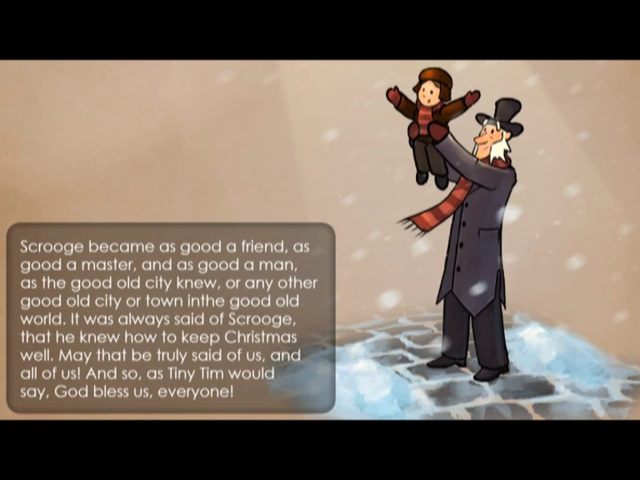 Scrooge became as good a friend, as
good a master, and as good a man,
as the good old city knew, or any other
good old city or town inthe good old
world. It was always said of Scrooge,
that he knew how to keep Christmas
well. May that be truly said of us, and
all of us! And so, as Tiny Tim would
say, God bless us, everyone!